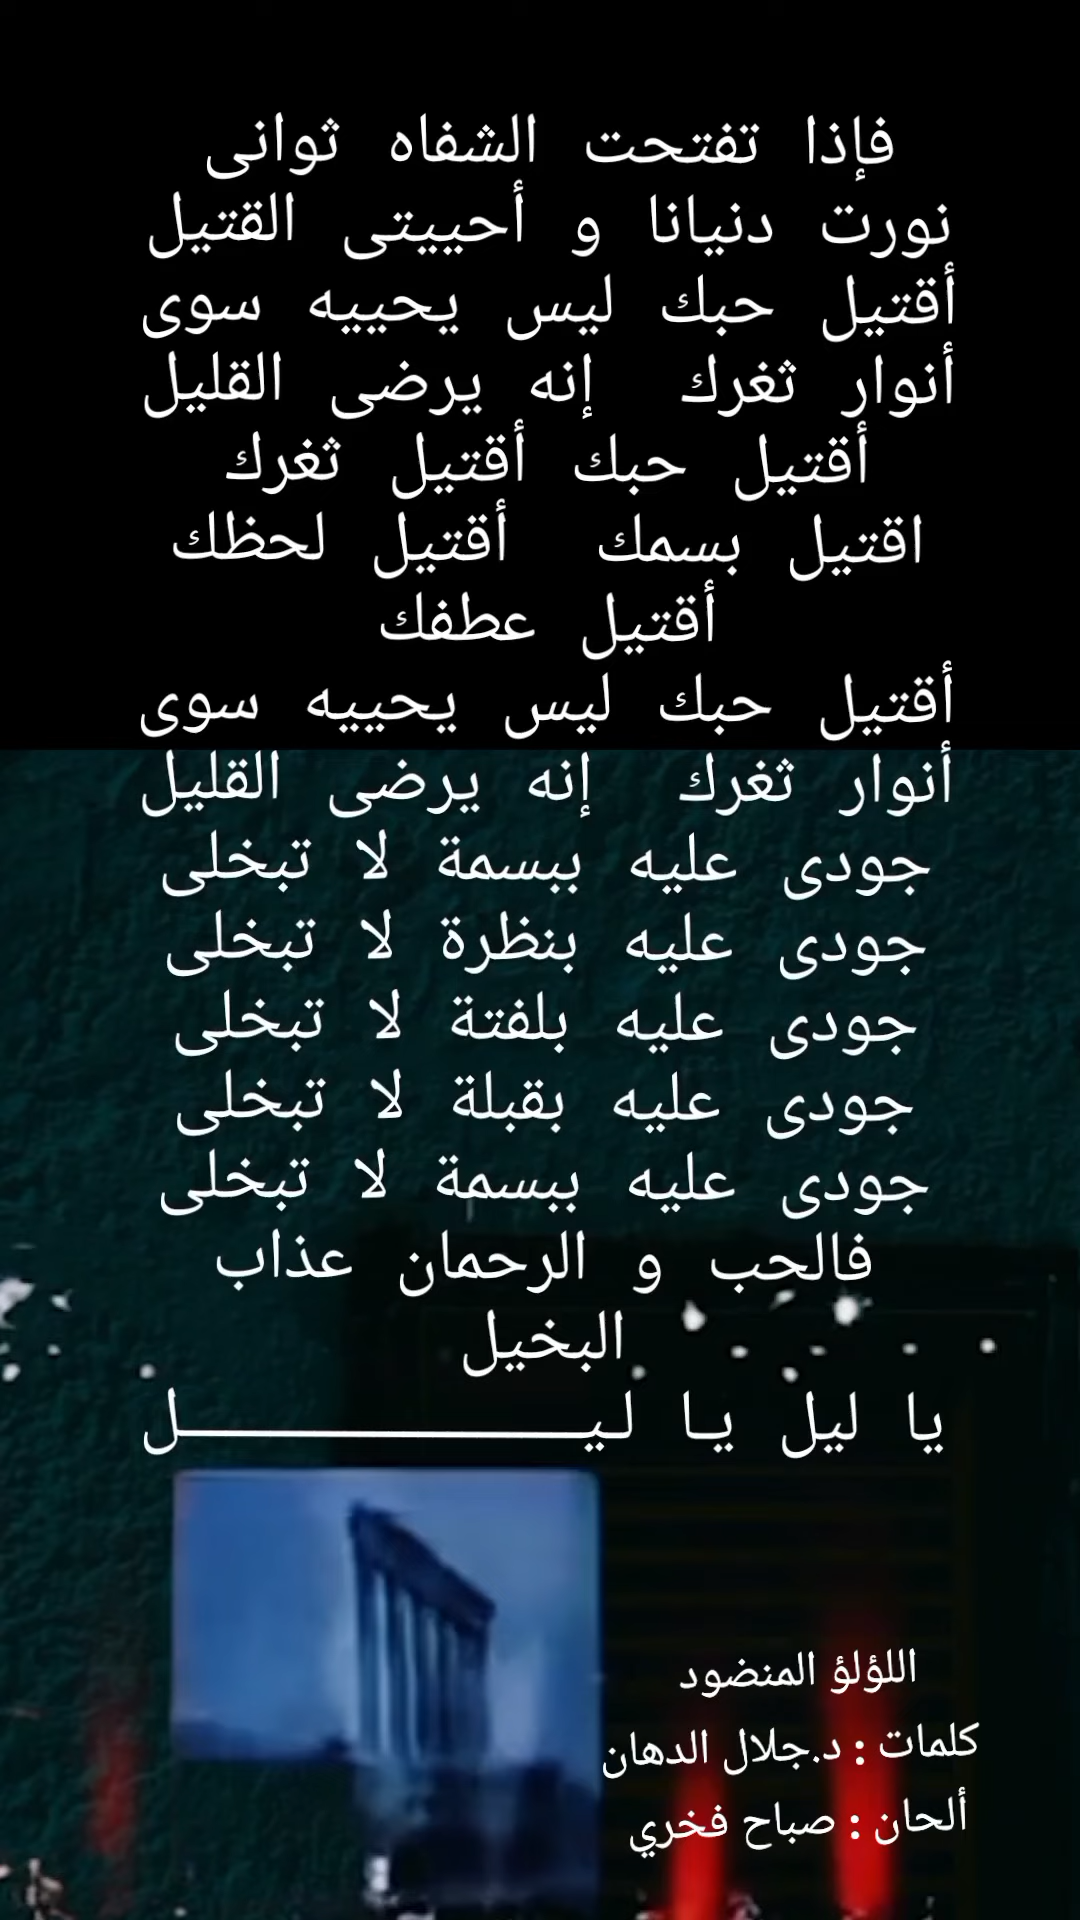 فإذا تفتحت الشفاه ثوانى
نورت دنيانا و أحييتى القتيل
أقتيل حبك ليس يحييه سوى
أنوار ثغرك إنه يرضى القليل
أقتيل حبك أقتيل ثغرك
اقتيل بسمك أقتيل لحظك
أقتيل عطفك
أقتيل حبك ليس يحييه سوى
أنوار ثغرك إنه يرضى القليل
جودى عليه ببسمة لا تبخلى
جودى عليه بنظرة لا تبخلى
جودى عليه بلفتة لا تبخلى
جودى عليه بقبلة لا تبخلى
جودى عليه ببسمة لا تبخلى
فالحب و الرحمان عذاب
البخيل
يا ليل يـا ليـــــــــــــــــل
اللؤلؤ المنضود
كلمات : د.جلال الدهان
ألحان : صباح فخري